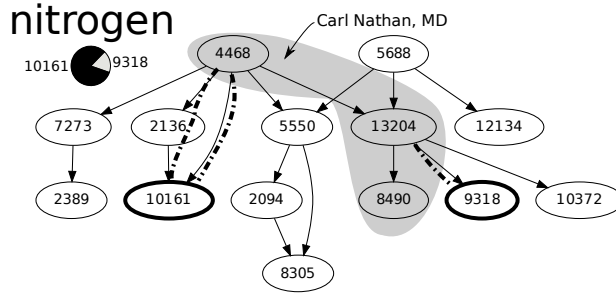 nitrogen
Carl Nathan, MD
10161 9318
4468 5688
7273 2136 5550 13204 12134
2389 10161 2094 8490 9318 10372
8305